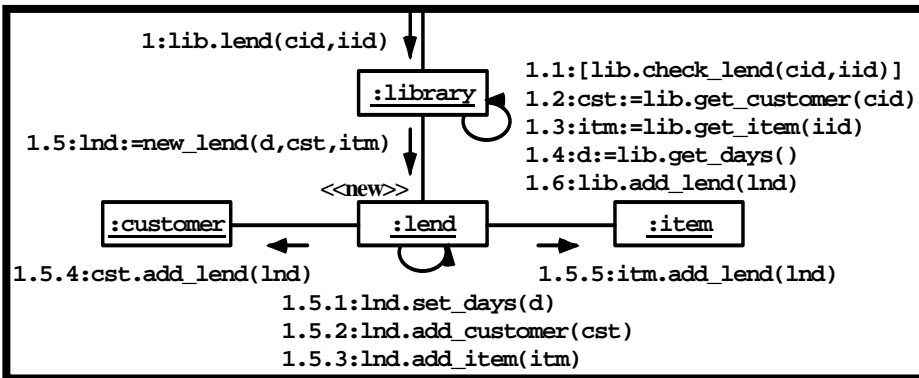 1:lib.lend(cid,iid)
:library
1.1:[lib.check_lend(cid,iid)]
1.2:cst:=lib.get_customer(cid)
1.3:itm:=lib.get_item(iid)
1.4:d:=lib.get_days()
1.6:lib.add_lend(lnd)
1.5:lnd:=new_lend(d,cst,itm)
<<new>>
:customer
:lend
:item
1.5.4:cst.add_lend(lnd)
1.5.5:itm.add_lend(lnd)
1.5.1:lnd.set_days(d)
1.5.2:lnd.add_customer(cst)
1.5.3:lnd.add_item(itm)